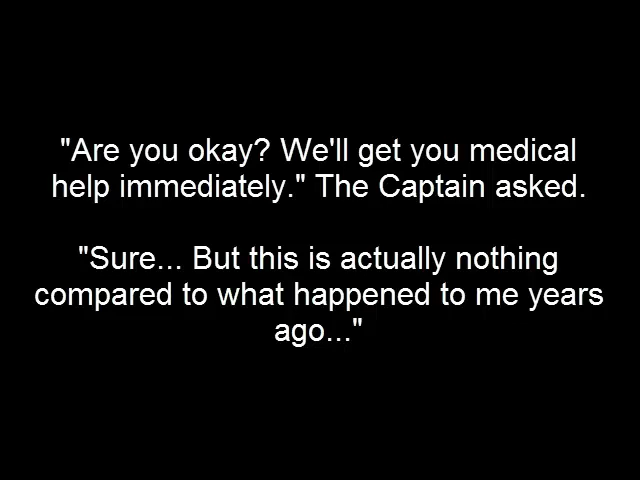 "Are you okay? We'll get you medical
help immediately." The Captain asked.
"Sure... But this is actually nothing
compared to what happened to me years
ago..."